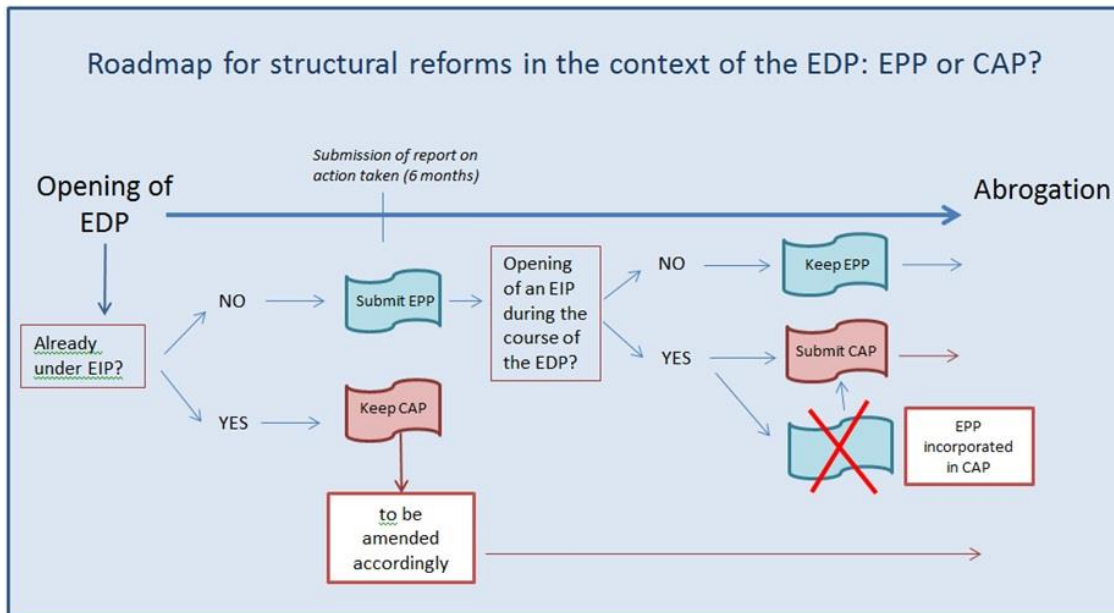 Roadmap for structural reforms in the context of the EDP: EPP or CAP?
Submission of report on
action taken (6 months)
Opening of
EDP
Abrogation
Already
under EIP?
NO
Submit EPP
Opening
of an EIP
during the
course of
the EDP?
NO
Keep EPP
YES
Submit CAP
YES
Keep CAP
EPP
incorporated
in CAP
to be
amended
accordingly